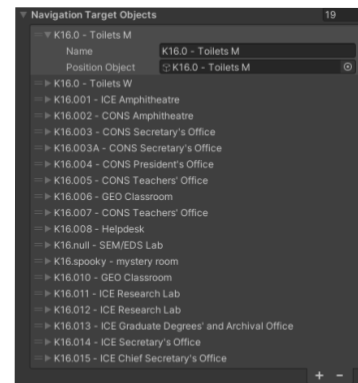 Navigation Target Objects 19
K16.0 - Toilets M
Name K16.0 - Toilets M
Position Object K16.0 - Toilets M
K16.0 - Toilets W
K16.001 - ICE Amphitheatre
K16.002 - CONS Amphitheatre
K16.003 - CONS Secretary's Office
K16.003A - CONS Secretary's Office
K16.004 - CONS President's Office
K16.005 - CONS Teachers' Office
K16.006 - GEO Classroom
K16.007 - CONS Teachers' Office
K16.008 - Helpdesk
K16.null - SEM/EDS Lab
K16.spooky - mystery room
K16.010 - GEO Classroom
K16.011 - ICE Research Lab
K16.012 - ICE Research Lab
K16.013 - ICE Graduate Degrees' and Archival Office
K16.014 - ICE Secretary's Office
K16.015 - ICE Chief Secretary's Office
+ -